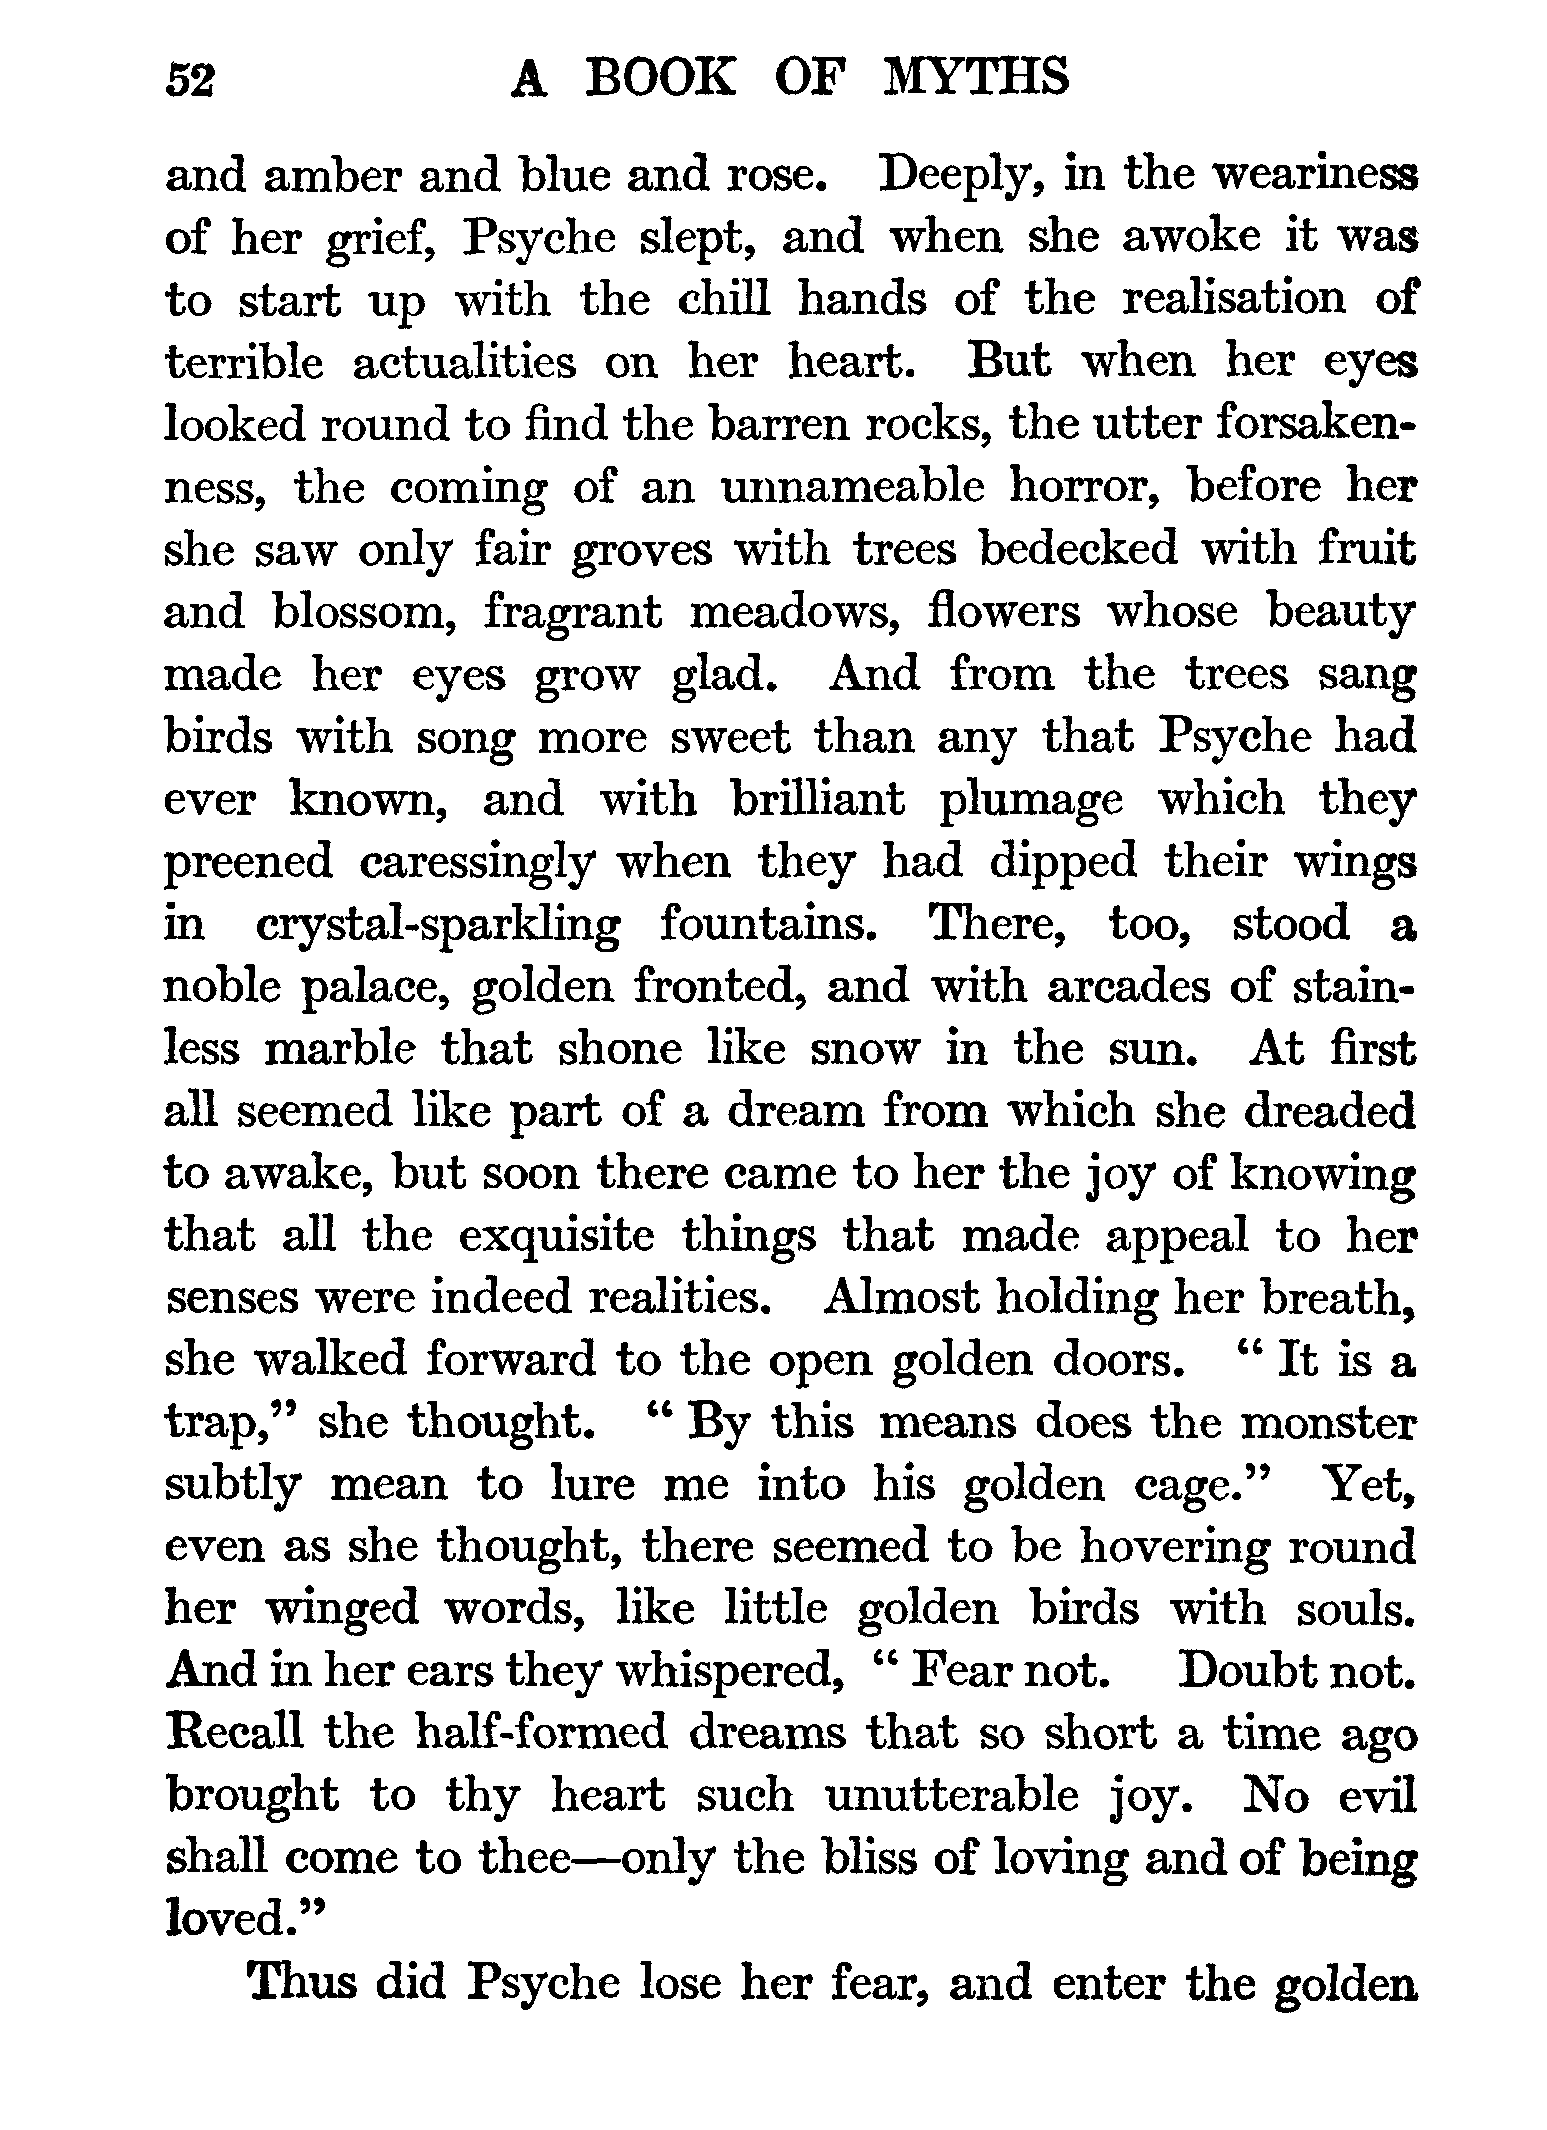 52 A BOOK OF MYTHS
and amber and blue and rose. Deeply, in the weariness
of her grief, Psyche slept, and when she awoke it was
to start up with the chill hands of the realisation of
terrible actualities on her heart. But when her eyes
looked round to find the barren rocks, the utter forsaken-
ness, the coming of an unnameable horror, before her
she saw only fair groves with trees bedecked with fruit
and blossom, fragrant meadows, flowers whose beauty
made her eyes grow glad. And from the trees sang
birds with song more sweet than any that Psyche had
ever known, and with brilliant plumage which they
preened caressingly when they had dipped their wings
in crystal-sparkling fountains. There, too, stood a
noble palace, golden fronted, and with arcades of stain-
less marble that shone like snow in the sun. At first
all seemed like part of a dream from which she dreaded
to awake, but soon there came to her the joy of knowing
that all the exquisite things that made appeal to her
senses were indeed realities. Almost holding her breath,
she walked forward to the open golden doors. “ It is a
trap,” she thought. “ By this means does the monster
subtly mean to lure me into his golden cage.” Yet,
even as she thought, there seemed to be hovering round
her winged words, like little golden birds with souls.
And in her ears they whispered, “ Fear not. Doubt not.
Recall the half-formed dreams that so short a time ago
brought to thy heart such unutterable joy. No evil
shall come to thee—only the bliss of loving and of being
loved.”
Thus did Psyche lose her fear, and enter the golden